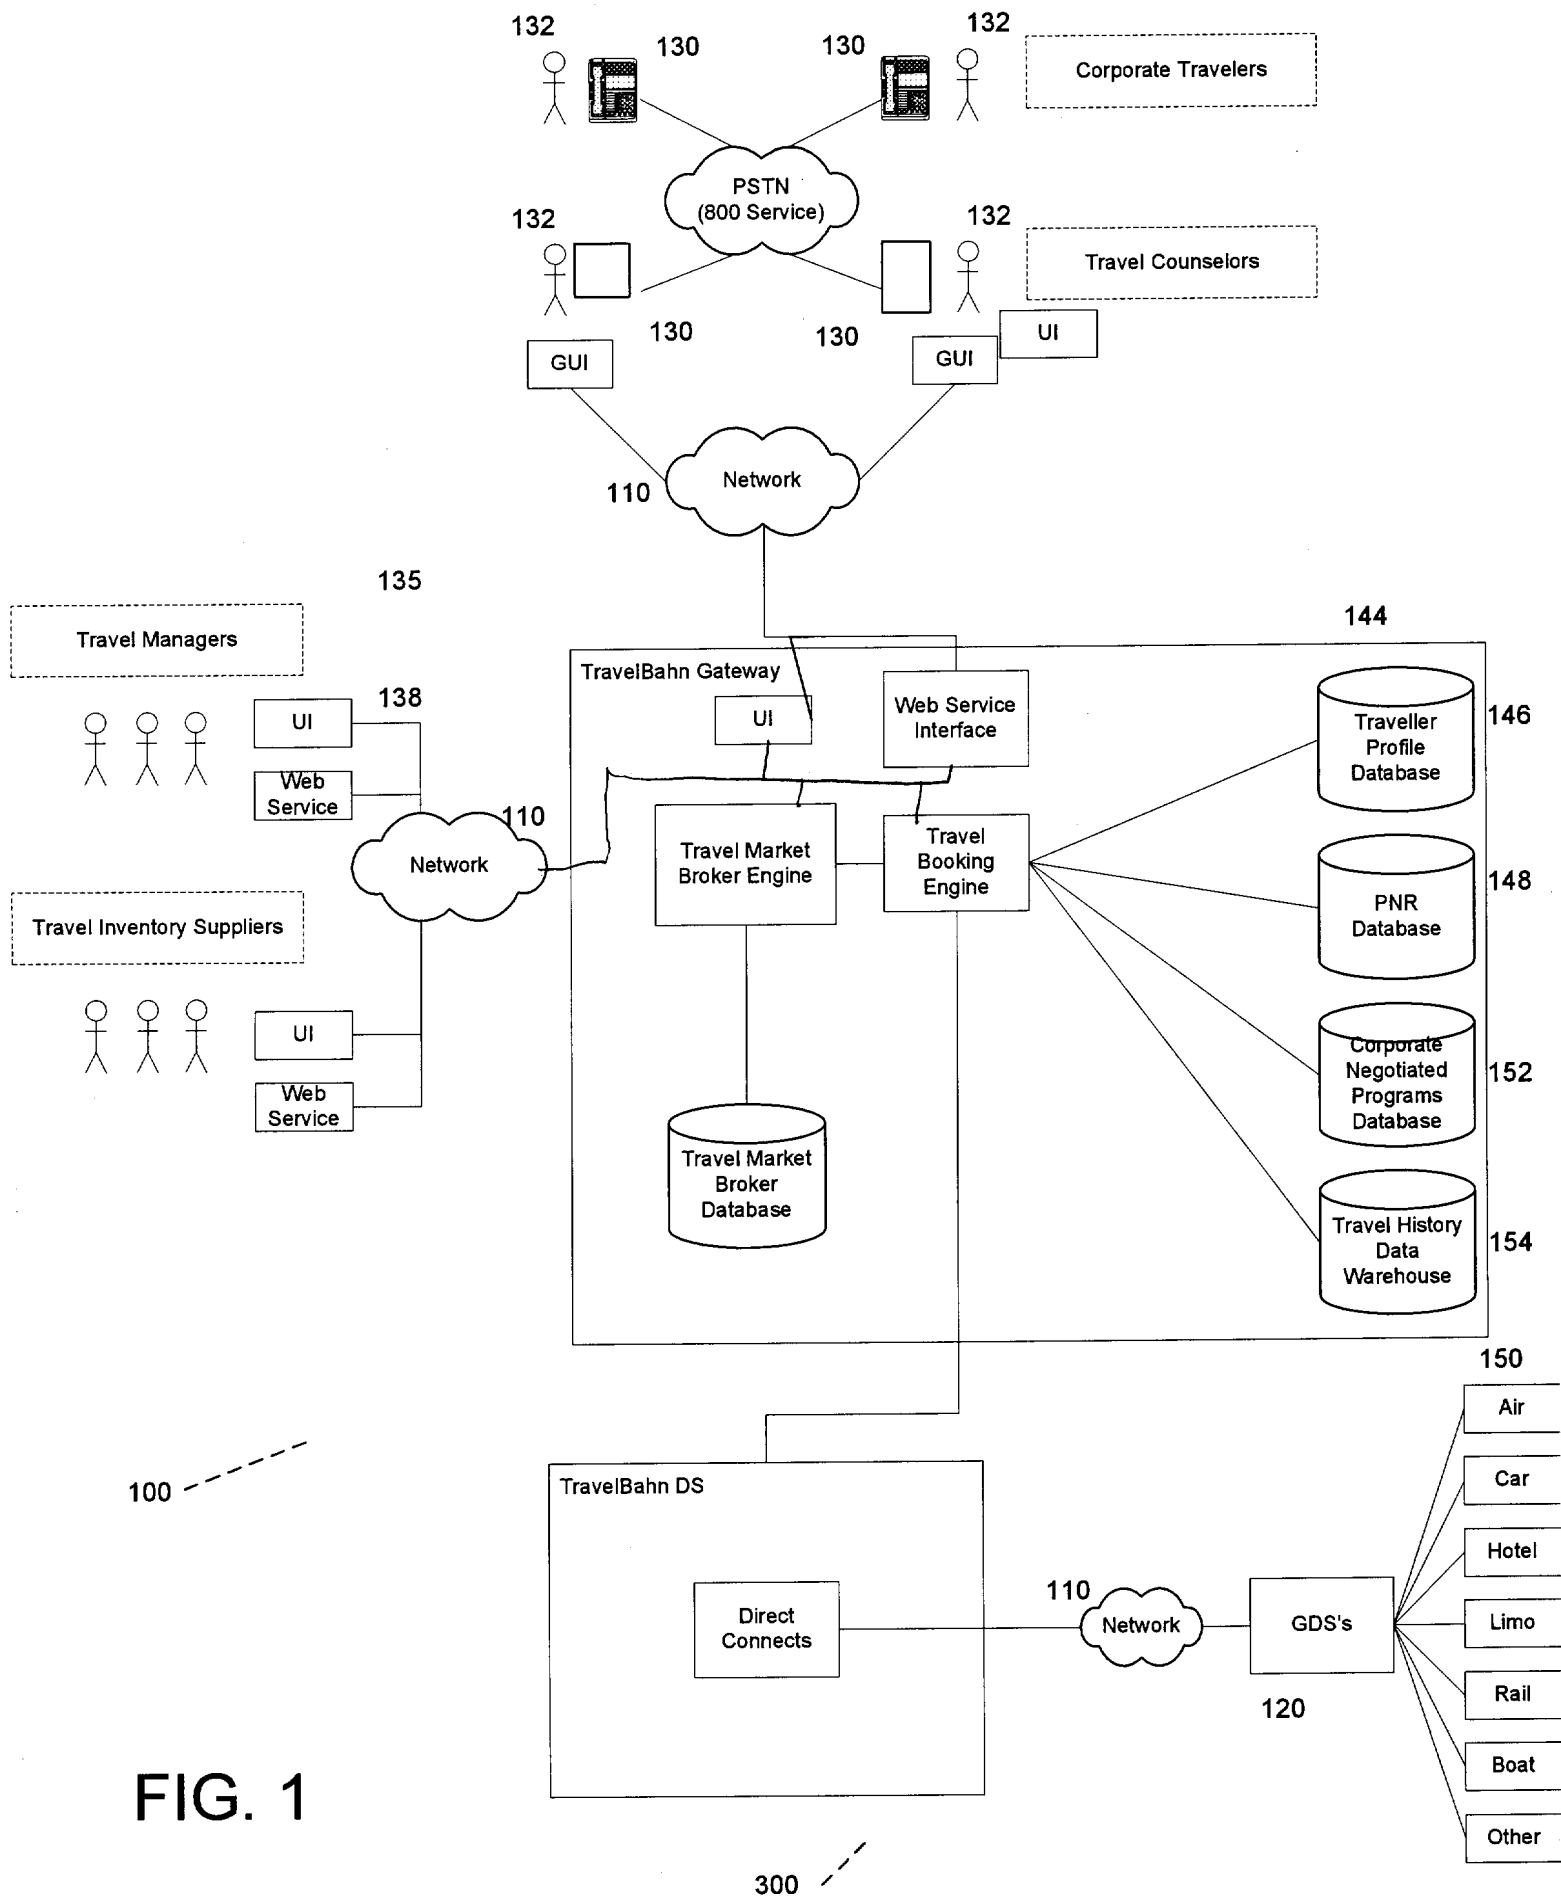 132
130
130
132
Corporate Travelers
PSTN
(800 Service)
132
132
Travel Counselors
130
130
UI
GUI
GUI
Network
110
135
Travel Managers
144
TravelBahn Gateway
138
UI
UI
Web Service
Interface
Traveller
Profile
Database
146
Web
Service
110
Network
Travel Market
Broker Engine
Travel
Booking
Engine
PNR
Database
148
Travel Inventory Suppliers
UI
Web
Service
Corporate
Negotiated
Programs
Database
152
Travel Market
Broker
Database
Travel History
Data
Warehouse
154
150
Air
Car
Hotel
Limo
Rail
Boat
Other
100
TravelBahn DS
Direct
Connects
110
Network
GDS's
120
FIG. 1
300